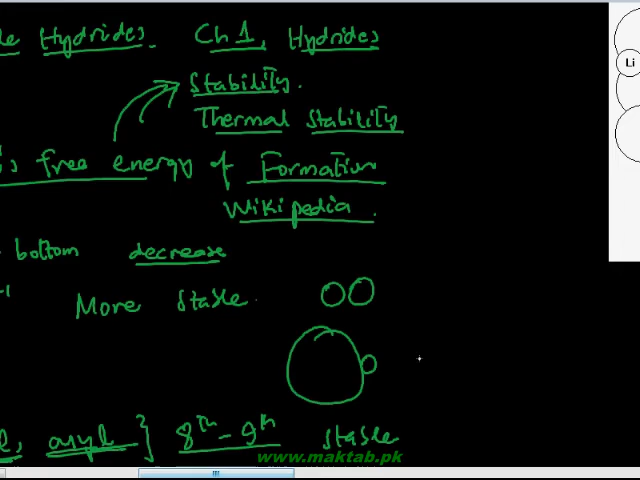 Hydrides. Ch 1, Hydrides
Stability.
Thermal Stability
's free energy of Formation
Wikipedia.
bottom decrease
-1 More stable.
8th - 9th stable
www.maktab.pk
Li